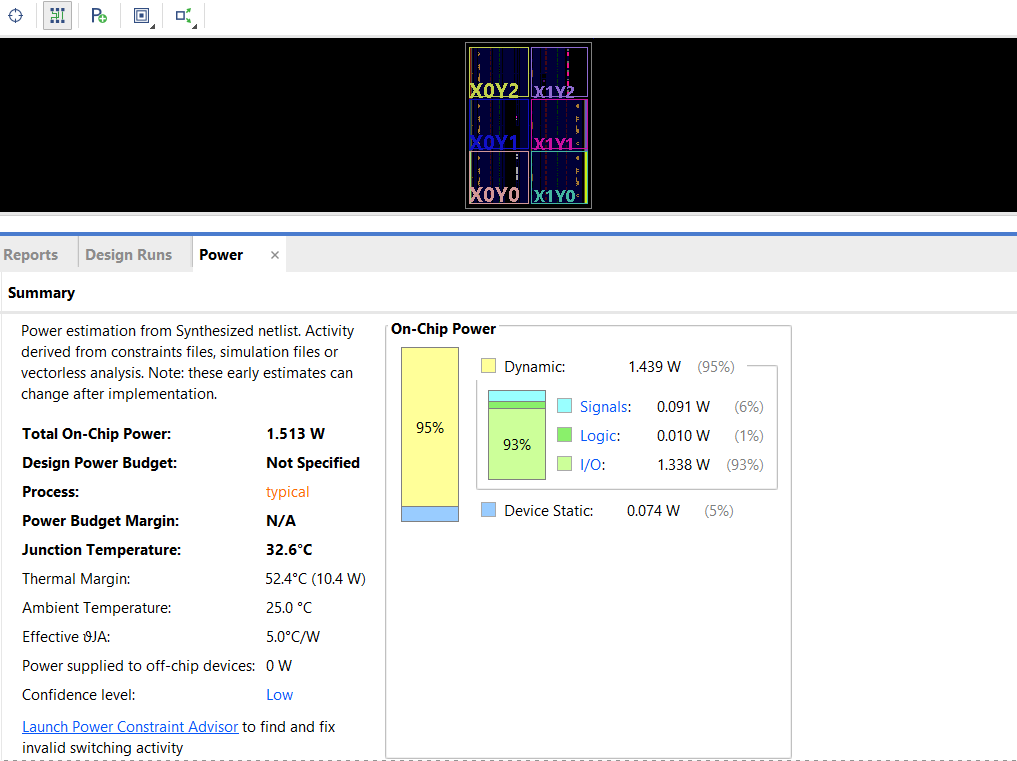 X0Y2
X1Y2
X0Y1
X1Y1
X0Y0
X1Y0
Reports
Design Runs
Power
Summary
Power estimation from Synthesized netlist. Activity
derived from constraints files, simulation files or
vectorless analysis. Note: these early estimates can
change after implementation.
Total On-Chip Power: 1.513 W
Design Power Budget: Not Specified
Process: typical
Power Budget Margin: N/A
Junction Temperature: 32.6°C
Thermal Margin: 52.4°C (10.4 W)
Ambient Temperature: 25.0 °C
Effective ϑJA: 5.0°C/W
Power supplied to off-chip devices: 0 W
Confidence level: Low
Launch Power Constraint Advisor to find and fix
invalid switching activity
On-Chip Power
95%
Dynamic: 1.439 W (95%)
93%
Signals: 0.091 W (6%)
Logic: 0.010 W (1%)
I/O: 1.338 W (93%)
Device Static: 0.074 W (5%)